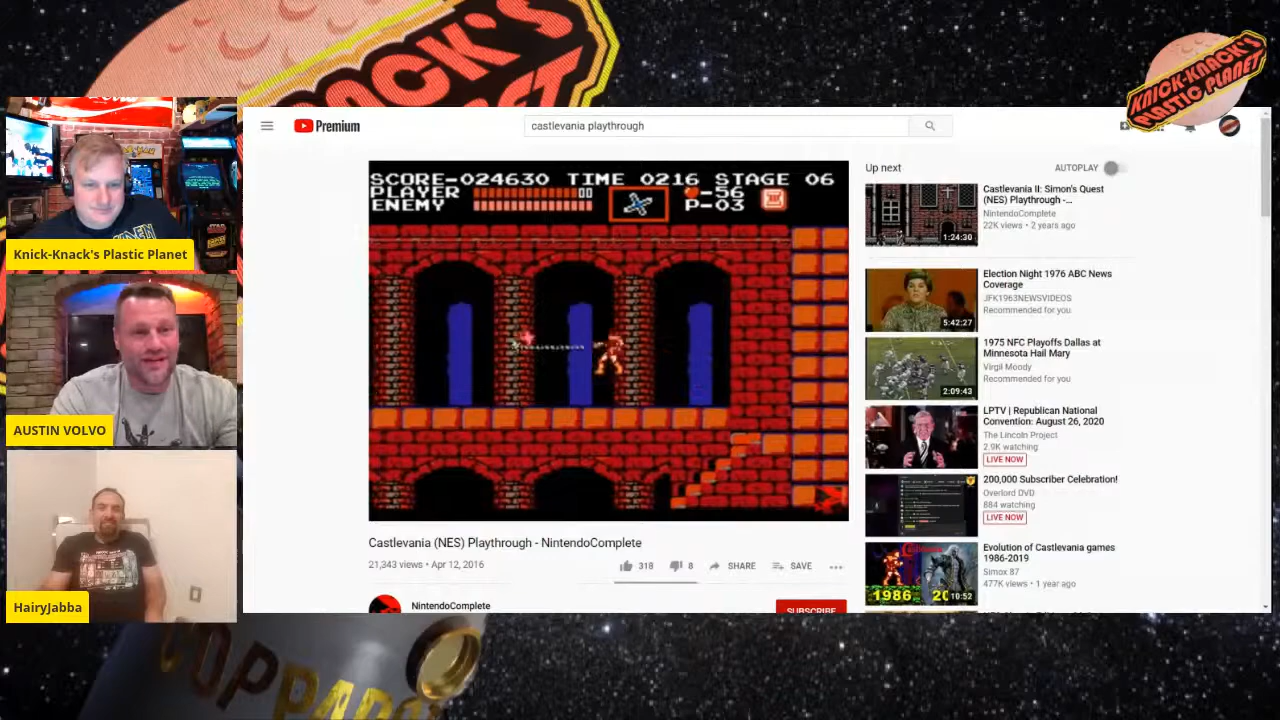 KNICK-KNACK'S
PLASTIC PLANET
Knick-Knack's Plastic Planet
AUSTIN VOLVO
HairyJabba
Premium
castlevania playthrough
SCORE-024630 TIME 0216 STAGE 06
PLAYER
ENEMY
00
-56
P-03
Castlevania (NES) Playthrough - NintendoComplete
21,343 views • Apr 12, 2016
318
8
SHARE
SAVE
NintendoComplete
SUBSCRIBE
Up next
AUTOPLAY
Castlevania II: Simon's Quest
(NES) Playthrough -...
NintendoComplete
22K views • 2 years ago
1:24:30
Election Night 1976 ABC News
Coverage
JFK1963NEWSVIDEOS
Recommended for you
5:42:27
1975 NFC Playoffs Dallas at
Minnesota Hail Mary
Virgil Moody
Recommended for you
2:09:43
LPTV | Republican National
Convention: August 26, 2020
The Lincoln Project
2.9K watching
LIVE NOW
200,000 Subscriber Celebration!
Overlord DVD
884 watching
LIVE NOW
Evolution of Castlevania games
1986-2019
Simox 87
477K views • 1 year ago
1986
20
10:52